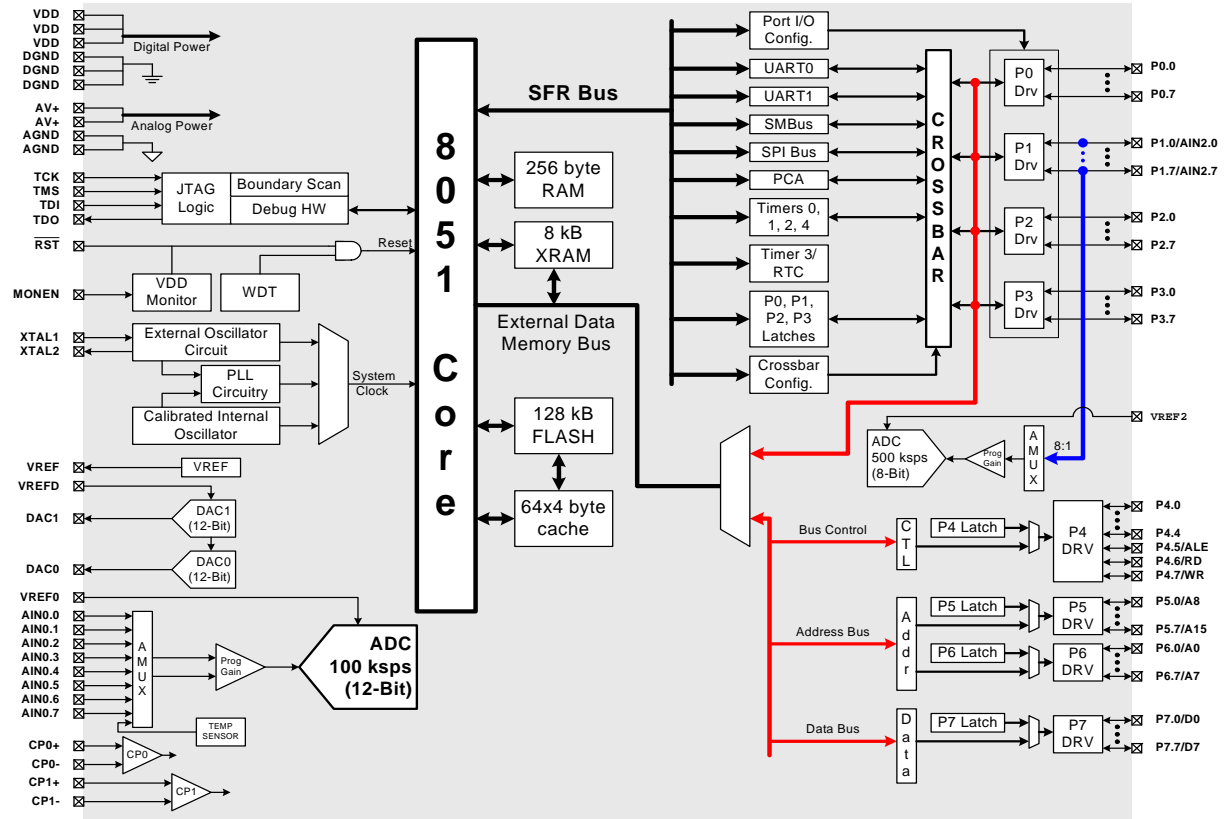 VDD
VDD
VDD
Digital Power
DGND
DGND
DGND
AV+
AV+
Analog Power
AGND
AGND
TCK
TMS
TDI
TDO
JTAG
Logic
Boundary Scan
Debug HW
RST
Reset
MONEN
VDD
Monitor
WDT
XTAL1
XTAL2
External Oscillator
Circuit
PLL
Circuitry
Calibrated Internal
Oscillator
System
Clock
VREF
VREF
VREFD
DAC1
DAC1
(12-Bit)
DAC0
DAC0
(12-Bit)
VREF0
AIN0.0
AIN0.1
AIN0.2
AIN0.3
AIN0.4
AIN0.5
AIN0.6
AIN0.7
AMUX
Prog
Gain
ADC
100 ksps
(12-Bit)
TEMP
SENSOR
CP0+
CP0-
CP0
CP1+
CP1-
CP1
8051 Core
SFR Bus
256 byte
RAM
8 kB
XRAM
External Data
Memory Bus
128 kB
FLASH
64x4 byte
cache
Port I/O
Config.
UART0
UART1
SMBus
SPI Bus
PCA
Timers 0,
1, 2, 4
Timer 3/
RTC
P0, P1,
P2, P3
Latches
Crossbar
Config.
CROSSBAR
P0
Drv
P1
Drv
P2
Drv
P3
Drv
P0.0
P0.7
P1.0/AIN2.0
P1.7/AIN2.7
P2.0
P2.7
P3.0
P3.7
VREF2
ADC
500 ksps
(8-Bit)
Prog
Gain
AMUX
8:1
Bus Control
CTL
P4 Latch
P4
DRV
P4.0
P4.4
P4.5/ALE
P4.6/RD
P4.7/WR
Address Bus
Addr
P5 Latch
P5
DRV
P5.0/A8
P5.7/A15
P6 Latch
P6
DRV
P6.0/A0
P6.7/A7
Data Bus
Data
P7 Latch
P7
DRV
P7.0/D0
P7.7/D7